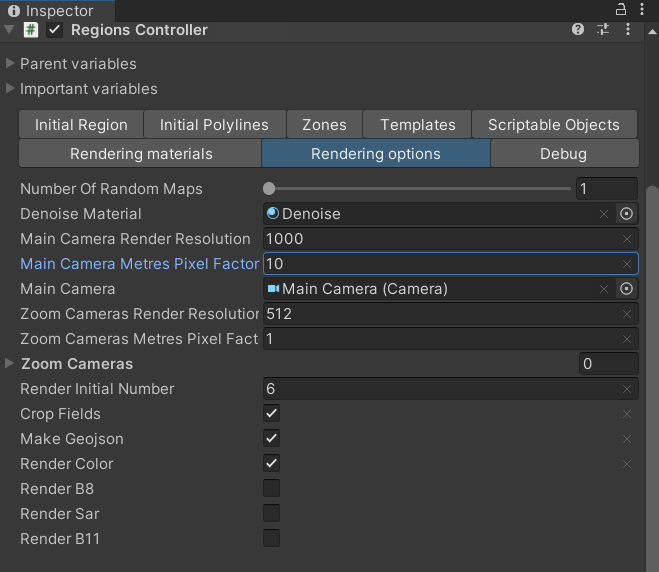 Inspector
# Regions Controller
Parent variables
Important variables
Initial Region Initial Polylines Zones Templates Scriptable Objects
Rendering materials Rendering options Debug
Number Of Random Maps 1
Denoise Material Denoise
Main Camera Render Resolution 1000
Main Camera Metres Pixel Factor 10
Main Camera Main Camera (Camera)
Zoom Cameras Render Resolution 512
Zoom Cameras Metres Pixel Fact 1
Zoom Cameras 0
Render Initial Number 6
Crop Fields
Make Geojson
Render Color
Render B8
Render Sar
Render B11